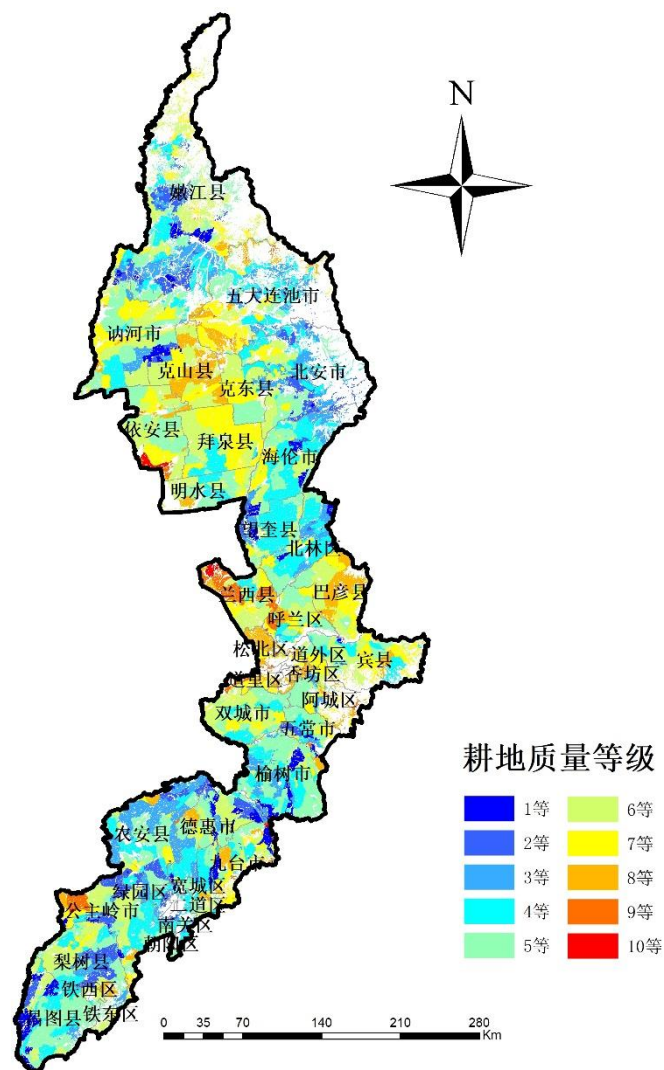 N
嫩江县
五大连池市
讷河市
克山县
克东县
北安市
依安县
拜泉县
海伦市
明水县
望奎县
北林区
兰西县
巴彦县
呼兰区
松北区
道外区
宾县
道里区
香坊区
阿城区
双城市
五常市
榆树市
农安县
德惠市
九台市
绿园区
宽城区
二道区
公主岭市
南关区
朝阳区
梨树县
铁西区
昌图县
铁东区
耕地质量等级
1等
2等
3等
4等
5等
6等
7等
8等
9等
10等
0 35 70 140 210 280
Km